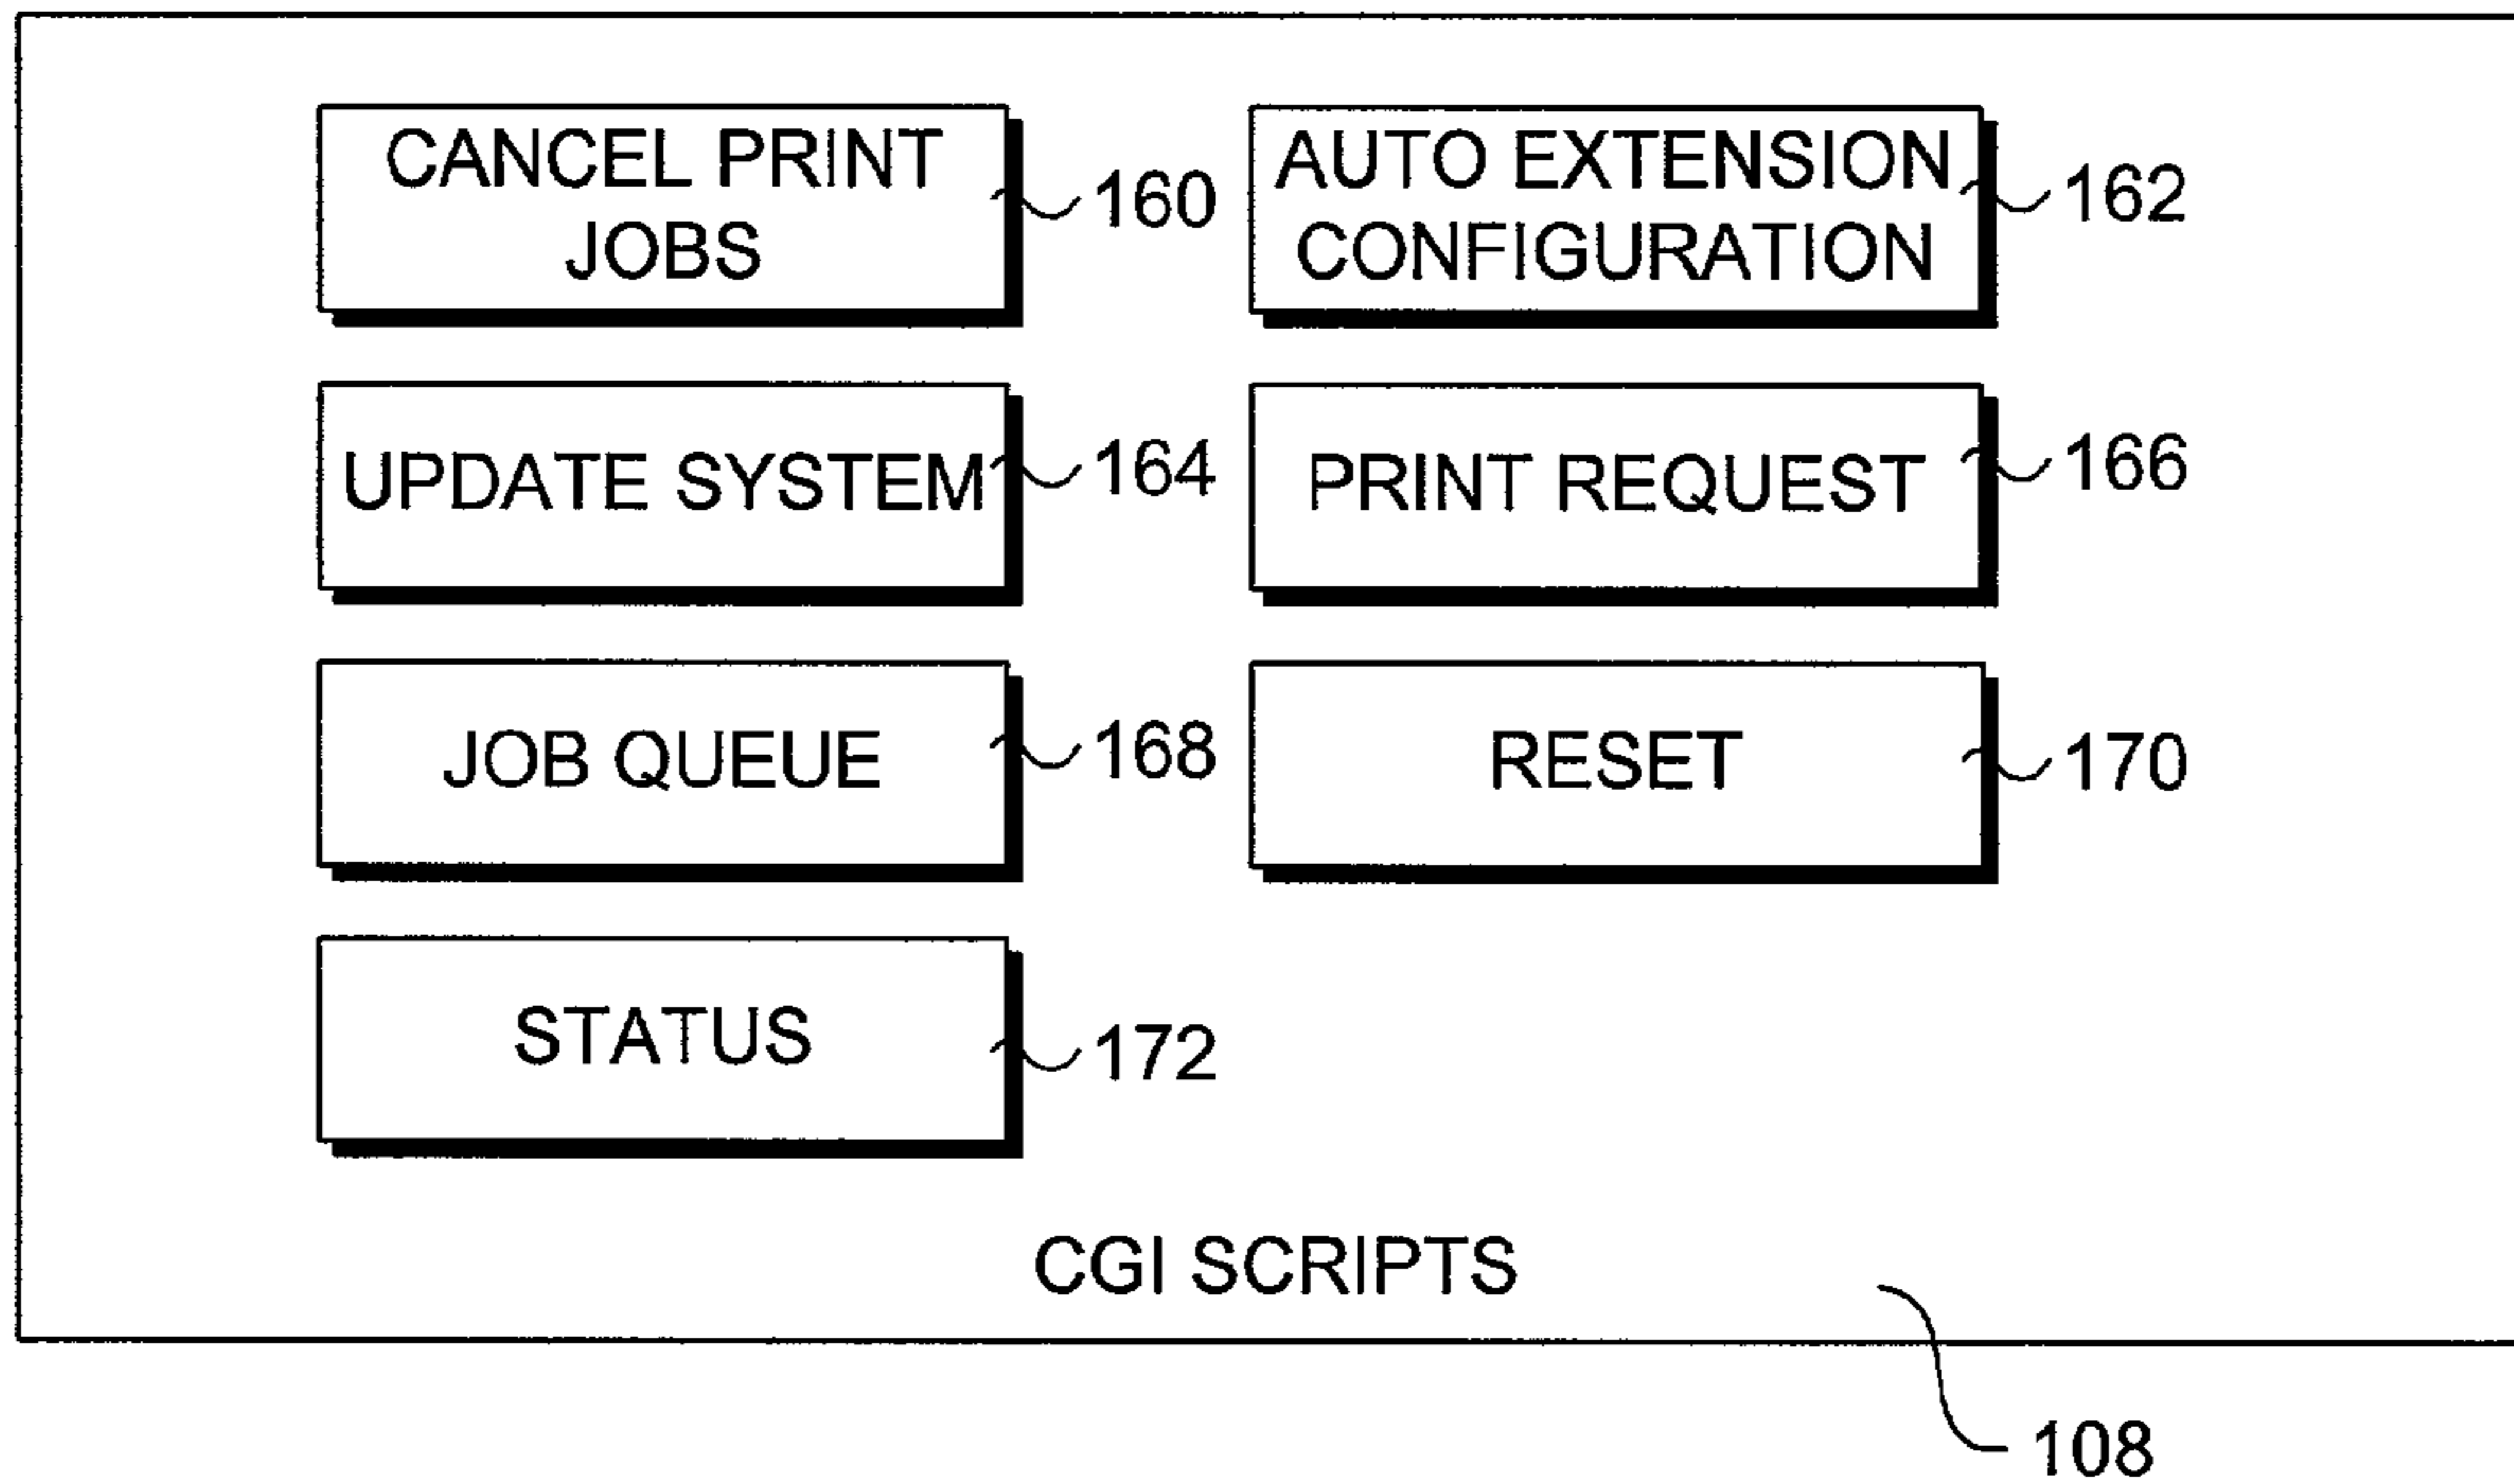 CANCEL PRINT
JOBS
160
AUTO EXTENSION
CONFIGURATION
162
UPDATE SYSTEM
164
PRINT REQUEST
166
JOB QUEUE
168
RESET
170
STATUS
172
CGI SCRIPTS
108